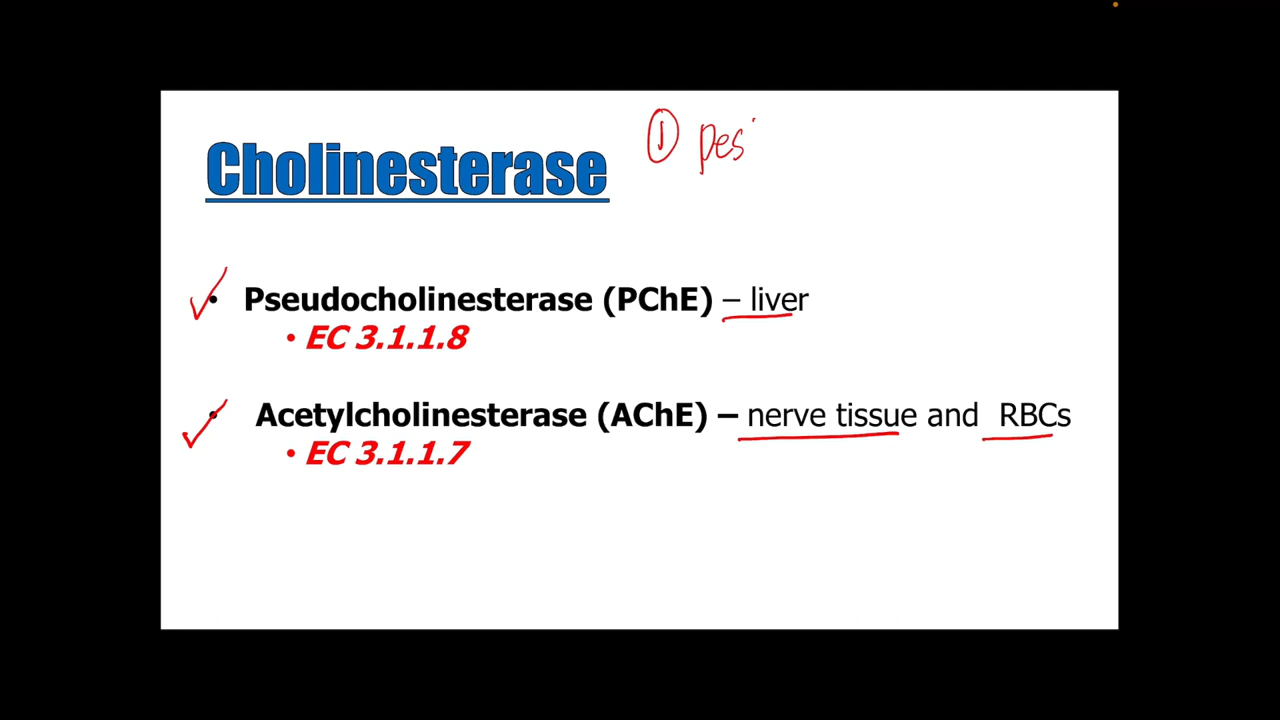 Cholinesterase ① pes
• Pseudocholinesterase (PChE) – liver
• EC 3.1.1.8
• Acetylcholinesterase (AChE) – nerve tissue and RBCs
• EC 3.1.1.7